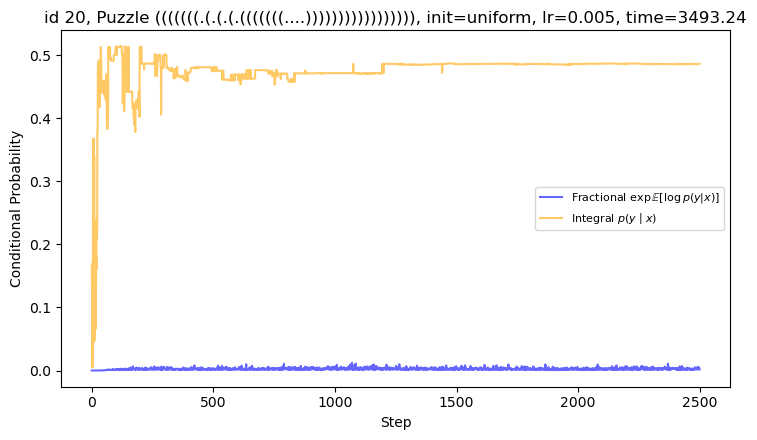 id 20, Puzzle (((((((.(.(.(.(((((((....))))))))))))))))), init=uniform, lr=0.005, time=3493.24
Conditional Probability
0.5
0.4
0.3
0.2
0.1
0.0
Fractional exp𝔼[log p(y|x)]
Integral p(y | x)
0 500 1000 1500 2000 2500
Step